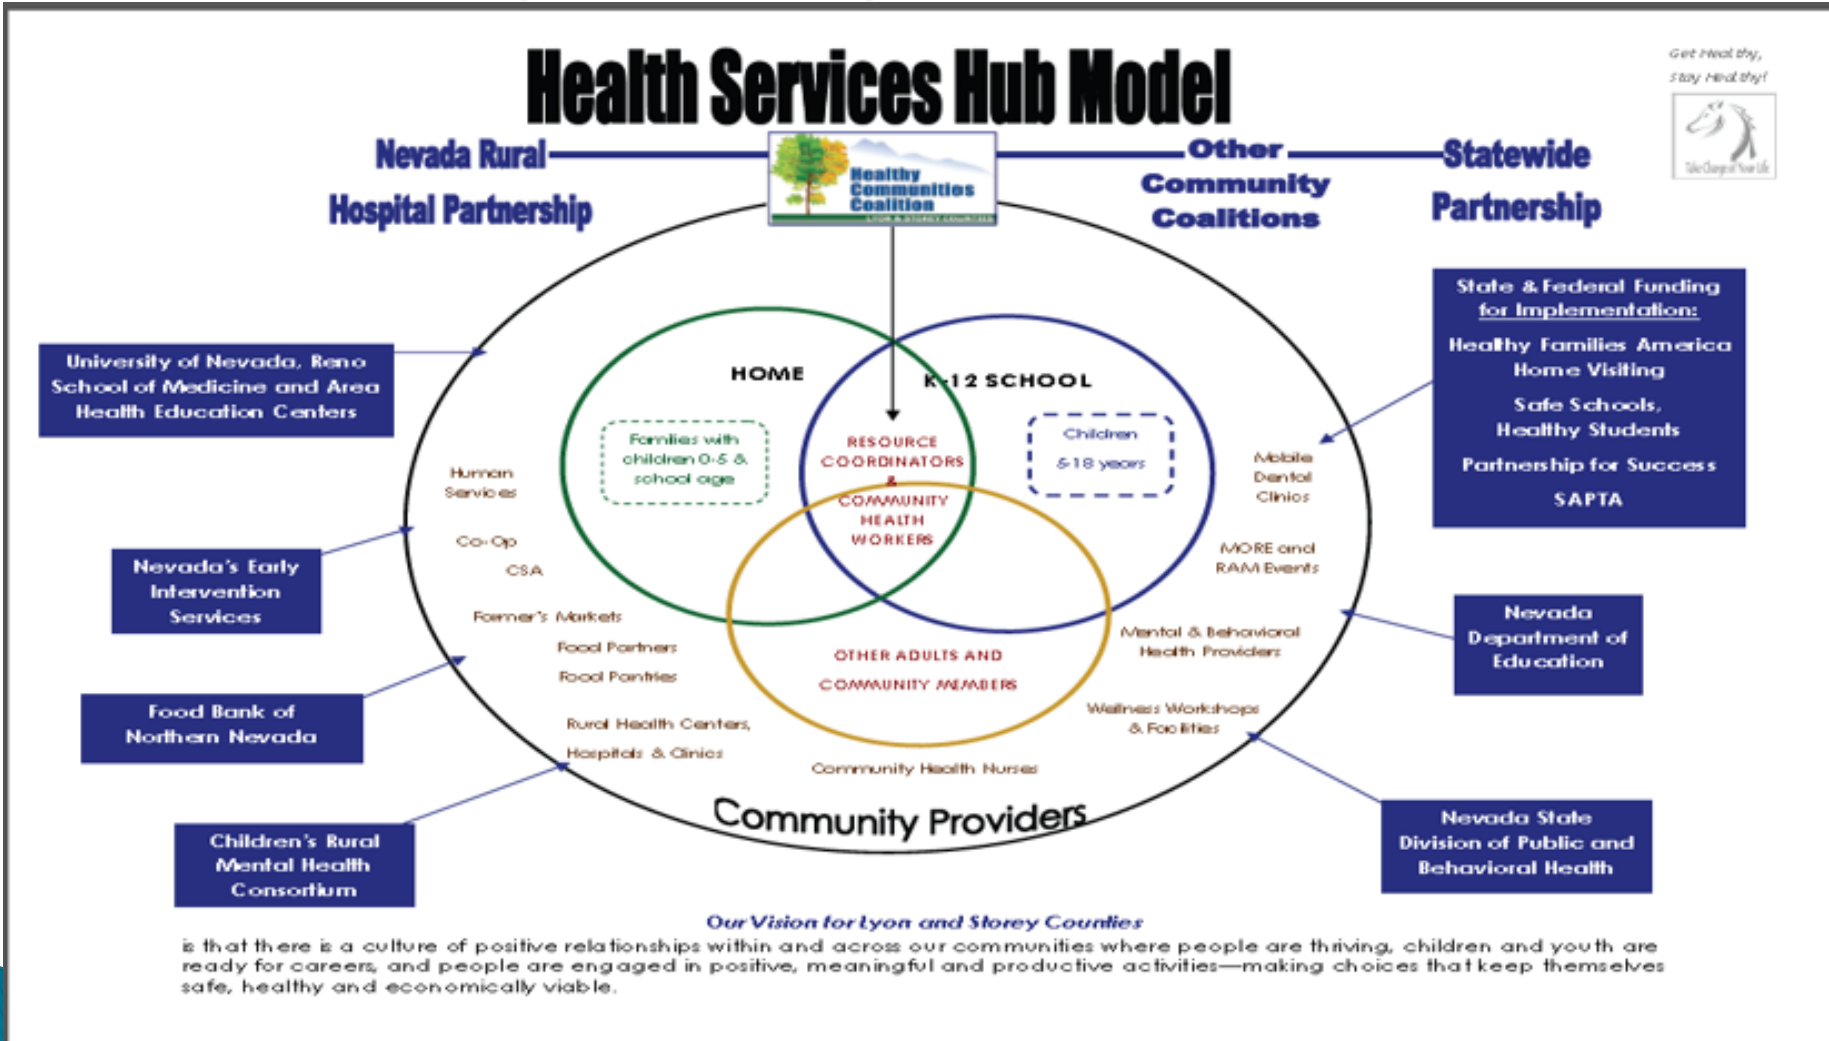 Health Services Hub Model
Get Healthy,
Stay Healthy!
Take Charge of Your Life
Nevada Rural
Hospital Partnership
Healthy
Communities
Coalition
LYON & STOREY COUNTIES
Other
Community
Coalitions
Statewide
Partnership
University of Nevada, Reno
School of Medicine and Area
Health Education Centers
Nevada's Early
Intervention
Services
Food Bank of
Northern Nevada
Children's Rural
Mental Health
Consortium
HOME
Families with
children 0-5 &
school age
K-12 SCHOOL
Children
5-18 years
RESOURCE
COORDINATORS
&
COMMUNITY
HEALTH
WORKERS
OTHER ADULTS AND
COMMUNITY MEMBERS
Human
Services
Co-Op
CSA
Farmer's Markets
Food Partners
Food Pantries
Rural Health Centers,
Hospitals & Clinics
Community Health Nurses
Mobile
Dental
Clinics
MORE and
RAM Events
Mental & Behavioral
Health Providers
Wellness Workshops
& Facilities
Community Providers
State & Federal Funding
for Implementation:
Healthy Families America
Home Visiting
Safe Schools,
Healthy Students
Partnership for Success
SAPTA
Nevada
Department of
Education
Nevada State
Division of Public and
Behavioral Health
Our Vision for Lyon and Storey Counties
is that there is a culture of positive relationships within and across our communities where people are thriving, children and youth are
ready for careers, and people are engaged in positive, meaningful and productive activities—making choices that keep themselves
safe, healthy and economically viable.